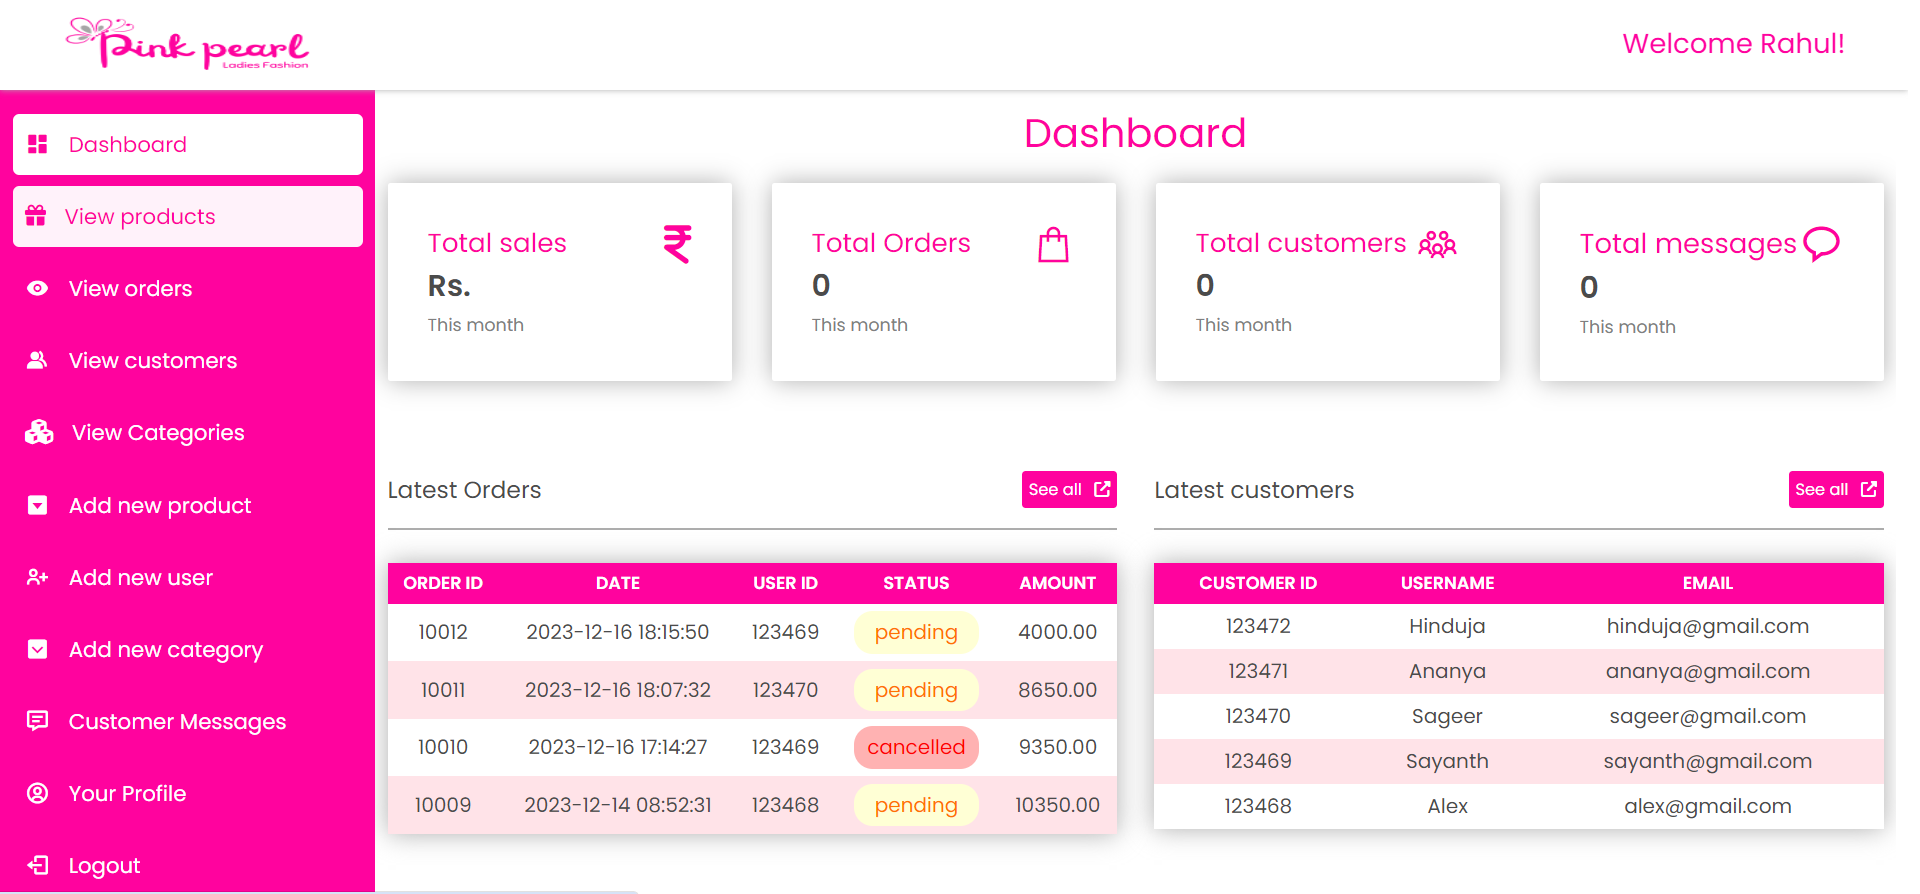 Pink pearl
Ladies Fashion
Welcome Rahul!
Dashboard
View products
View orders
View customers
View Categories
Add new product
Add new user
Add new category
Customer Messages
Your Profile
Logout
Dashboard
Total sales
Rs.
This month
Total Orders
0
This month
Total customers
0
This month
Total messages
0
This month
Latest Orders
See all
ORDER ID DATE USER ID STATUS AMOUNT
10012 2023-12-16 18:15:50 123469 pending 4000.00
10011 2023-12-16 18:07:32 123470 pending 8650.00
10010 2023-12-16 17:14:27 123469 cancelled 9350.00
10009 2023-12-14 08:52:31 123468 pending 10350.00
Latest customers
See all
CUSTOMER ID USERNAME EMAIL
123472 Hinduja hinduja@gmail.com
123471 Ananya ananya@gmail.com
123470 Sageer sageer@gmail.com
123469 Sayanth sayanth@gmail.com
123468 Alex alex@gmail.com